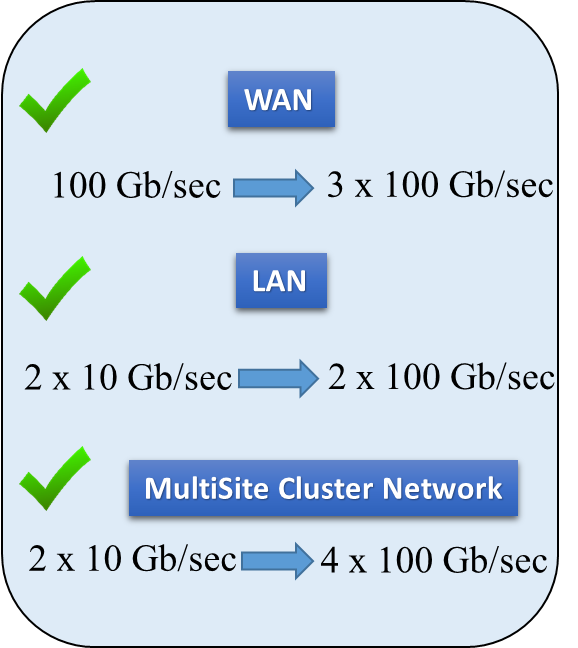 WAN
100 Gb/sec 3 x 100 Gb/sec
LAN
2 x 10 Gb/sec 2 x 100 Gb/sec
MultiSite Cluster Network
2 x 10 Gb/sec 4 x 100 Gb/sec